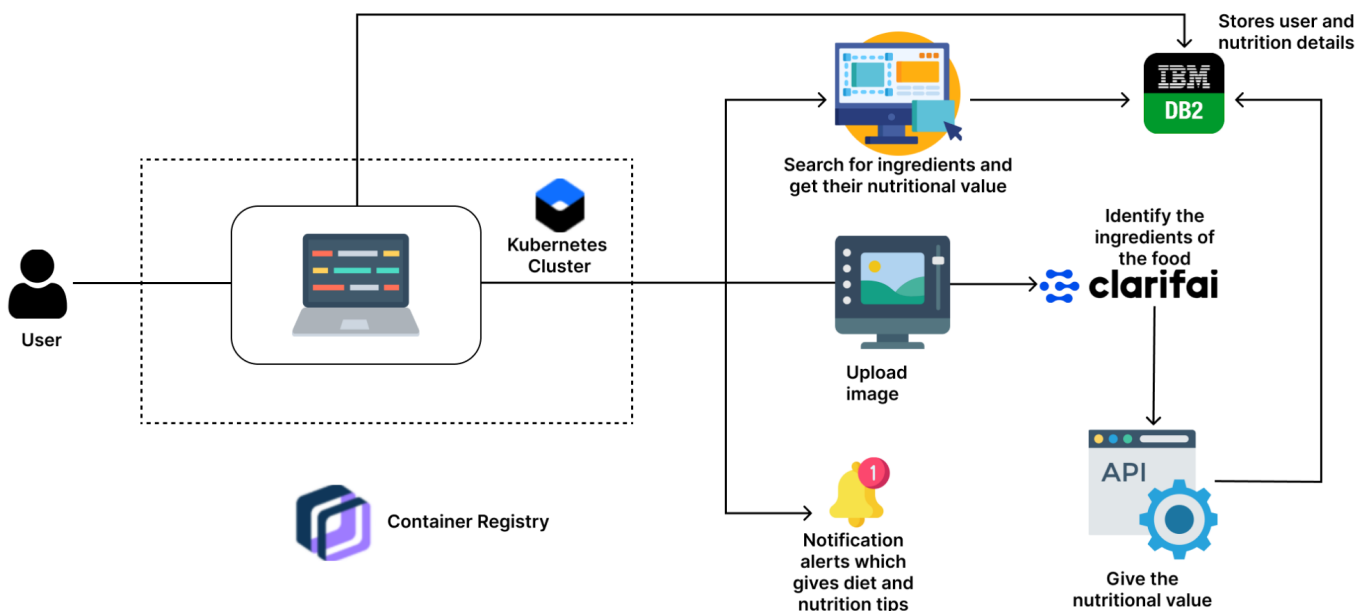 Stores user and
nutrition details
IBM
DB2
Search for ingredients and
get their nutritional value
Kubernetes
Cluster
Identify the
ingredients of
the food
clarifai
User
Upload
image
API
1
Container Registry
Notification
alerts which
gives diet and
nutrition tips
Give the
nutritional value